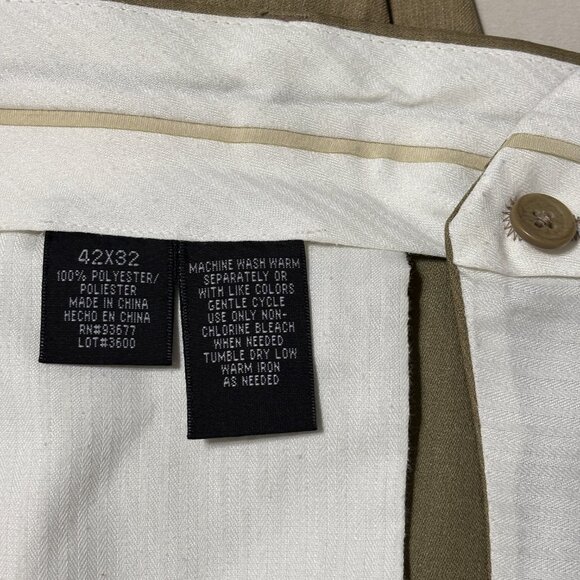 42X32
100% POLYESTER/
POLIESTER
MADE IN CHINA
HECHO EN CHINA
RN#93677
LOT#3600
MACHINE WASH WARM
SEPARATELY OR
WITH LIKE COLORS
GENTLE CYCLE
USE ONLY NON-
CHLORINE BLEACH
WHEN NEEDED
TUMBLE DRY LOW
WARM IRON
AS NEEDED